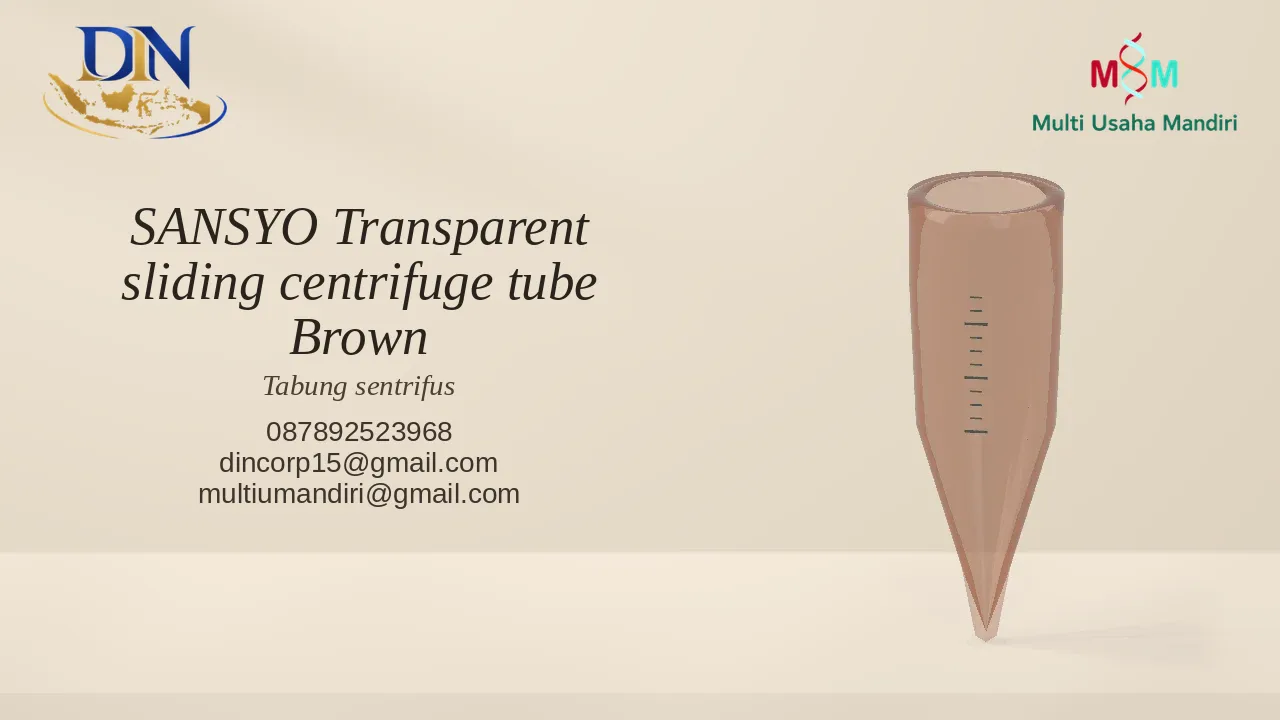 DIN
MSM
Multi Usaha Mandiri
SANSYO Transparent
sliding centrifuge tube
Brown
Tabung sentrifus
087892523968
dincorp15@gmail.com
multiumandiri@gmail.com